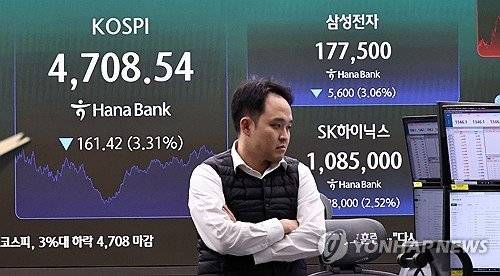 KOSPI
4,708.54
Hana Bank
▼ 161.42 (3.31%)
삼성전자
177,500
Hana Bank
▼ 5,600 (3.06%)
SK하이닉스
1,085,000
Hana Bank
8,000 (2.52%)
코스피, 3%대 하락 4,708 마감
YONHAP NEWS